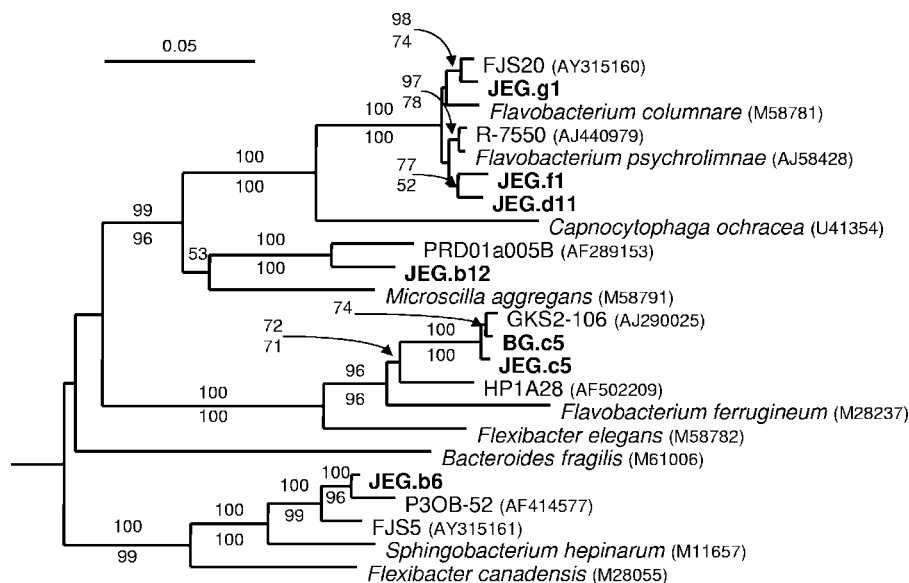 98
74
0.05
FJS20 (AY315160)
JEG.g1
97
78
Flavobacterium columnare (M58781)
100
100
R-7550 (AJ440979)
Flavobacterium psychrolimnae (AJ58428)
100
100
77
52
JEG.f1
JEG.d11
99
96
Capnocytophaga ochracea (U41354)
53
100
100
PRD01a005B (AF289153)
JEG.b12
Microscilla aggregans (M58791)
74
GKS2-106 (AJ290025)
72
71
100
100
BG.c5
JEG.c5
96
96
HP1A28 (AF502209)
100
100
Flavobacterium ferrugineum (M28237)
Flexibacter elegans (M58782)
Bacteroides fragilis (M61006)
100
96
JEG.b6
100
99
P3OB-52 (AF414577)
100
100
FJS5 (AY315161)
100
99
Sphingobacterium hepinarum (M11657)
Flexibacter canadensis (M28055)